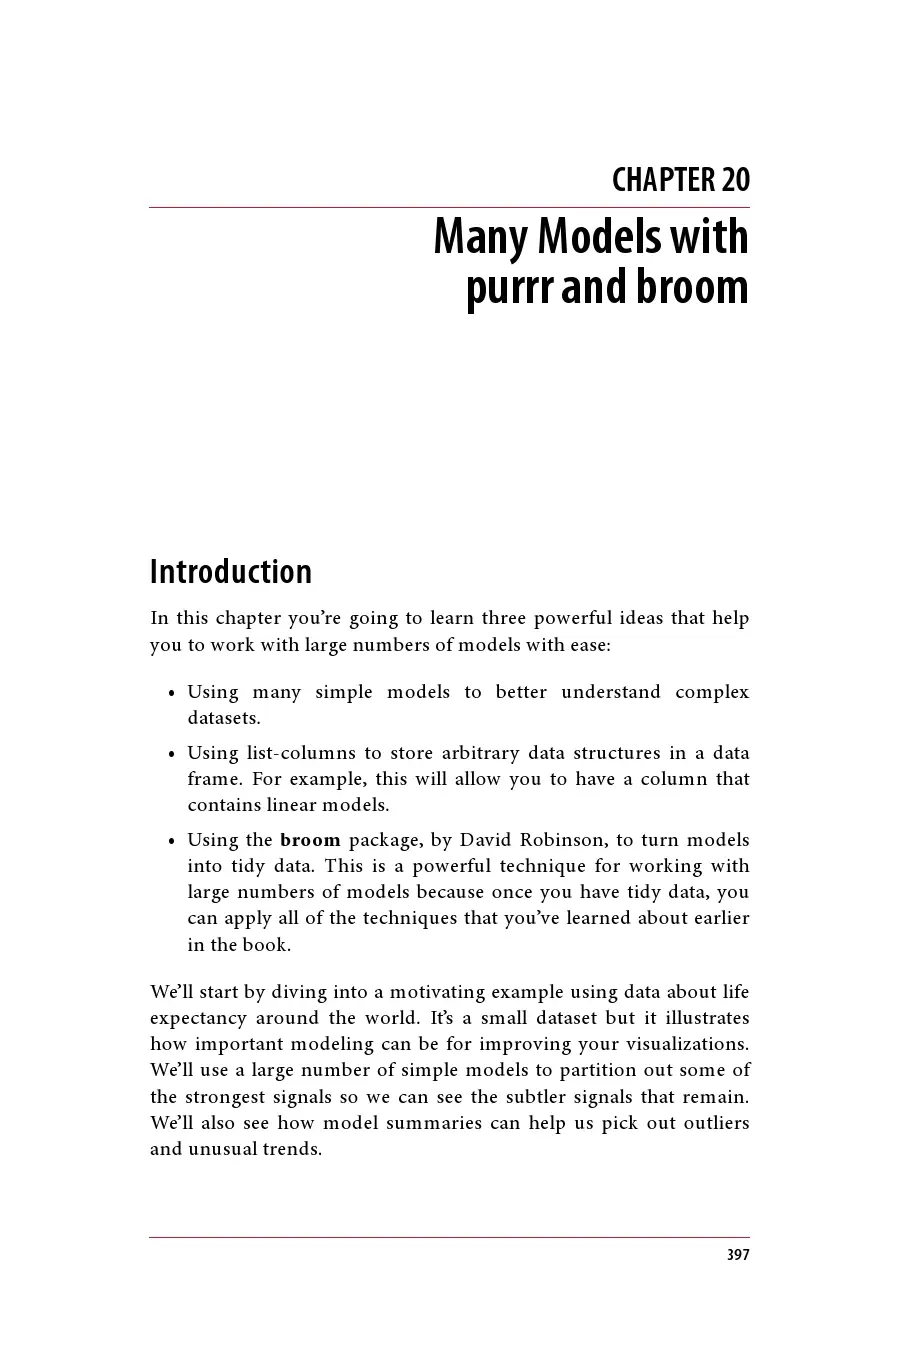 CHAPTER 20
Many Models with
purrr and broom
Introduction
In this chapter you’re going to learn three powerful ideas that help
you to work with large numbers of models with ease:
• Using many simple models to better understand complex
datasets.
• Using list-columns to store arbitrary data structures in a data
frame. For example, this will allow you to have a column that
contains linear models.
• Using the broom package, by David Robinson, to turn models
into tidy data. This is a powerful technique for working with
large numbers of models because once you have tidy data, you
can apply all of the techniques that you’ve learned about earlier
in the book.
We’ll start by diving into a motivating example using data about life
expectancy around the world. It’s a small dataset but it illustrates
how important modeling can be for improving your visualizations.
We’ll use a large number of simple models to partition out some of
the strongest signals so we can see the subtler signals that remain.
We’ll also see how model summaries can help us pick out outliers
and unusual trends.
397